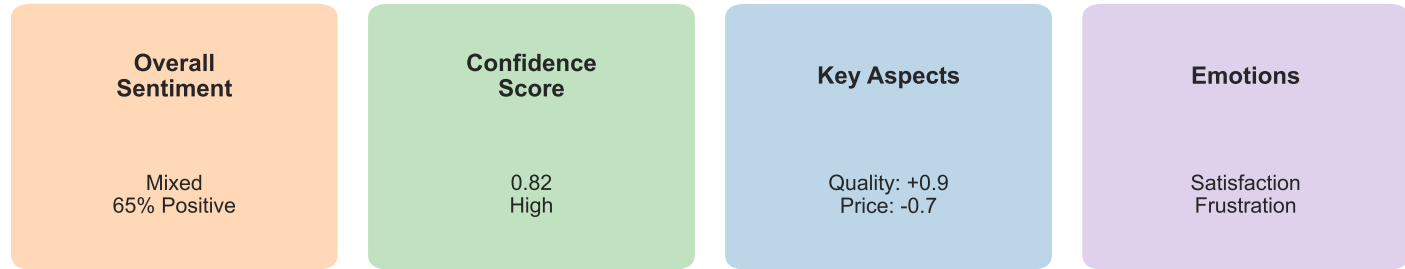 Overall
Sentiment
Mixed
65% Positive
Confidence
Score
0.82
High
Key Aspects
Quality: +0.9
Price: -0.7
Emotions
Satisfaction
Frustration